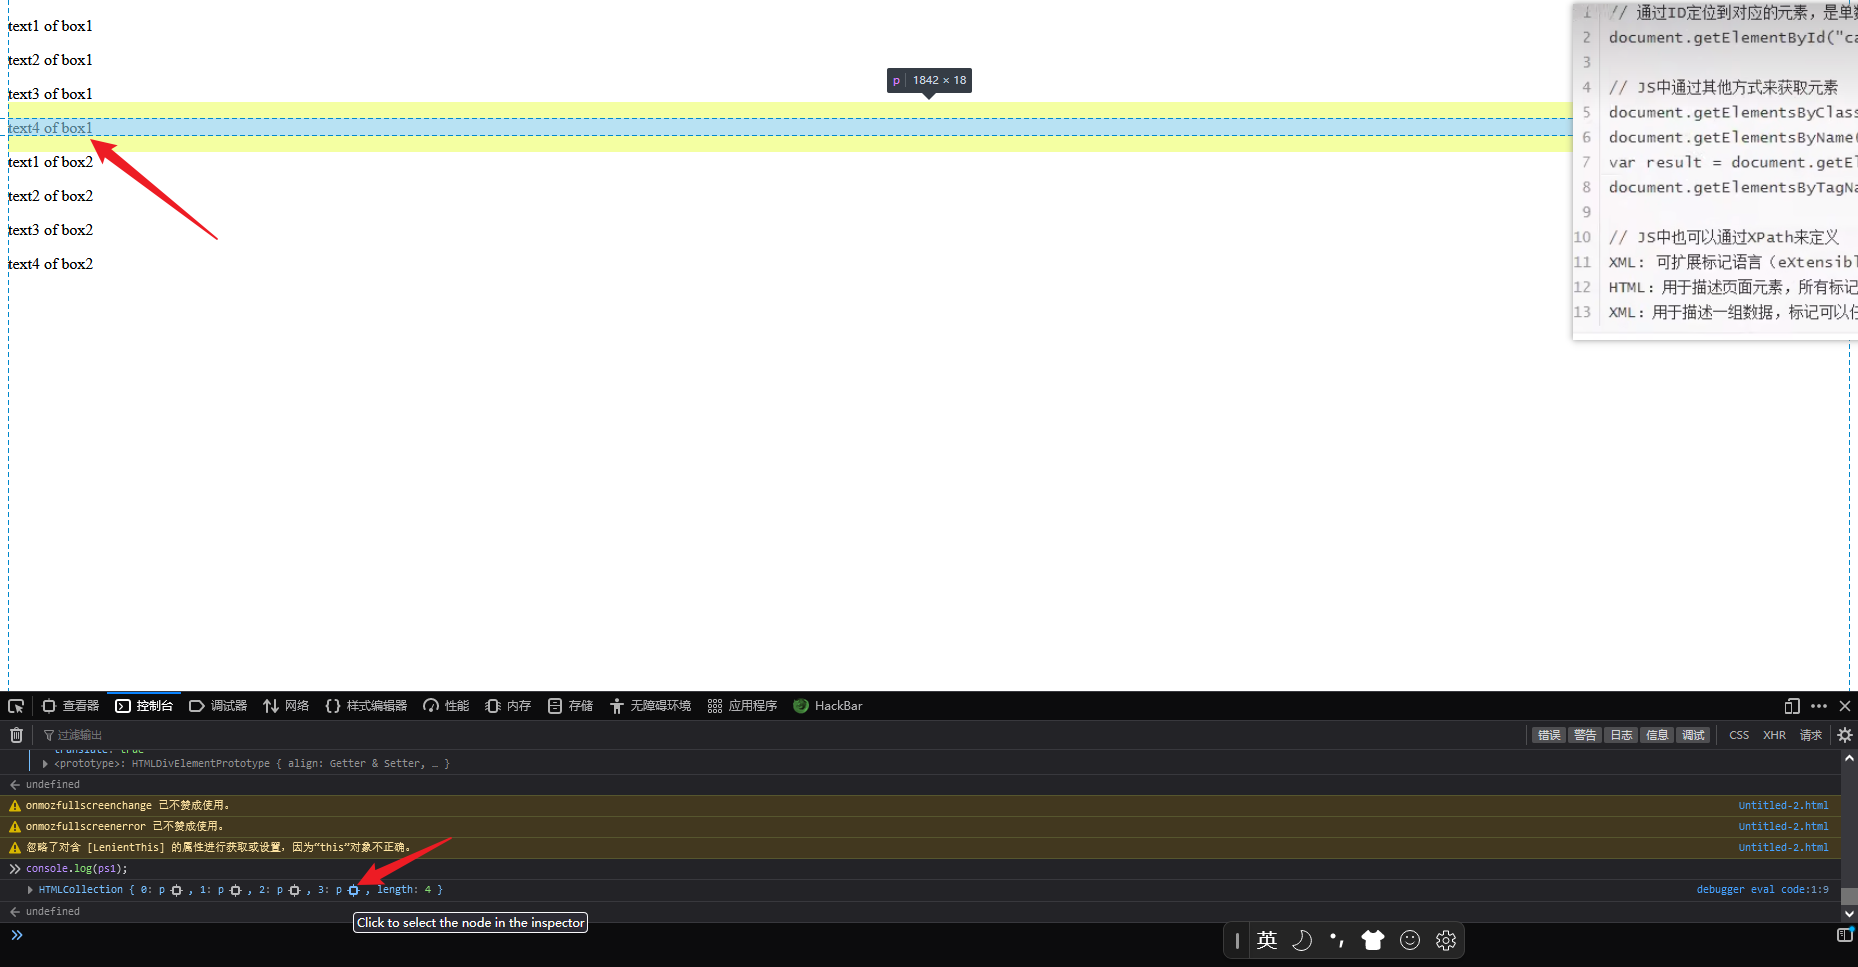 text1 of box1
text2 of box1
text3 of box1
text4 of box1
text1 of box2
text2 of box2
text3 of box2
text4 of box2
p 1842 × 18
1 // 通过ID定位到对应的元素，是单
2 document.getElementById("ca
3
4 // JS中通过其他方式来获取元素
5 document.getElementsByClass
6 document.getElementsByName(
7 var result = document.getEl
8 document.getElementsByTagNa
9
10 // JS中也可以通过XPath来定义
11 XML: 可扩展标记语言（eXtensibl
12 HTML：用于描述页面元素，所有标记
13 XML：用于描述一组数据，标记可以任
查看器 控制台 调试器 网络 样式编辑器 性能 内存 存储 无障碍环境 应用程序 HackBar
过滤输出 错误 警告 日志 信息 调试 CSS XHR 请求
translate: true
<prototype>: HTMLDivElementPrototype { align: Getter & Setter, … }
undefined
onmozfullscreenchange 已不赞成使用。 Untitled-2.html
onmozfullscreenerror 已不赞成使用。 Untitled-2.html
忽略了对含 [LenientThis] 的属性进行获取或设置，因为“this”对象不正确。 Untitled-2.html
console.log(ps1);
HTMLCollection { 0: p , 1: p , 2: p , 3: p , length: 4 } debugger eval code:1:9
undefined
Click to select the node in the inspector
英